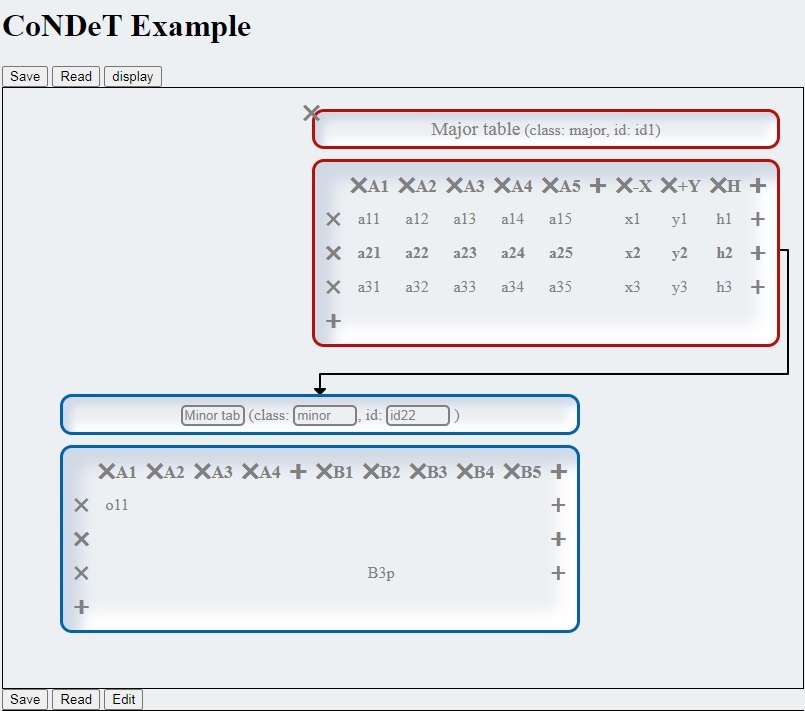 CoNDeT Example
Save Read display
Major table (class: major, id: id1)
A1 A2 A3 A4 A5 + -X +Y H +
a11 a12 a13 a14 a15 x1 y1 h1 +
a21 a22 a23 a24 a25 x2 y2 h2 +
a31 a32 a33 a34 a35 x3 y3 h3 +
+
Minor tab (class: minor , id: id22 )
A1 A2 A3 A4 + B1 B2 B3 B4 B5 +
o11 +
+
B3p +
+
Save Read Edit